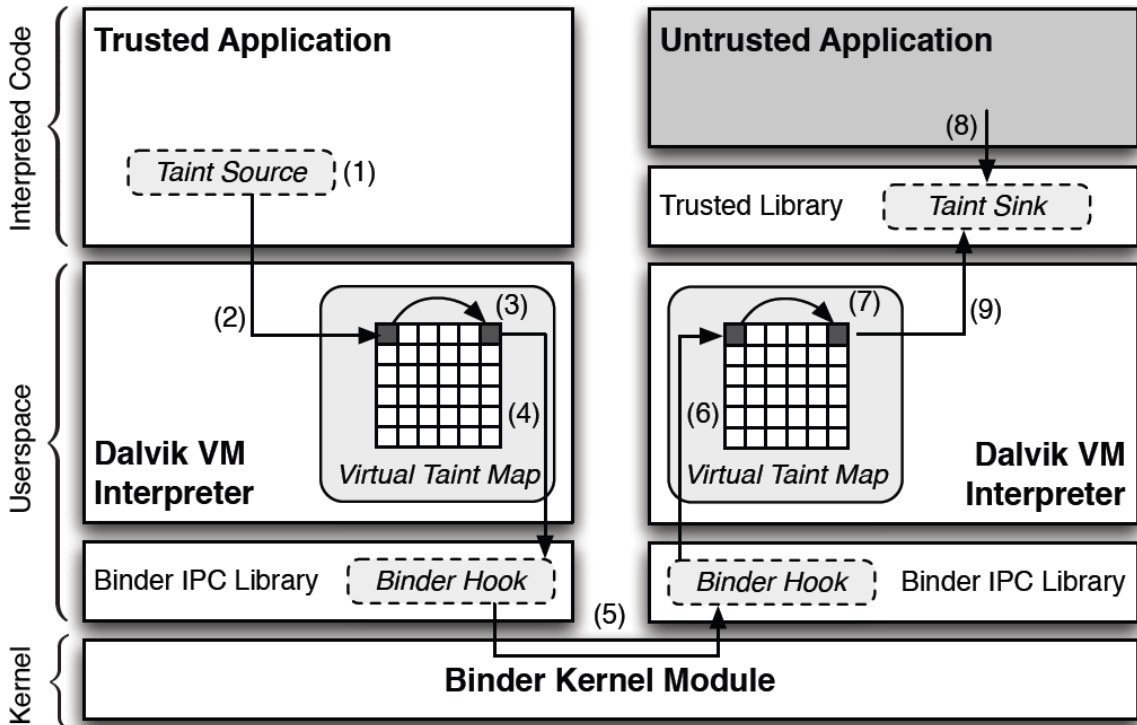 Interpreted Code
Trusted Application
Taint Source
(1)
Untrusted Application
(8)
Trusted Library
Taint Sink
Userspace
(2)
(3)
(4)
Virtual Taint Map
Dalvik VM
Interpreter
(6)
(7)
(9)
Virtual Taint Map
Dalvik VM
Interpreter
Binder IPC Library
Binder Hook
(5)
Binder Hook
Binder IPC Library
Kernel
Binder Kernel Module